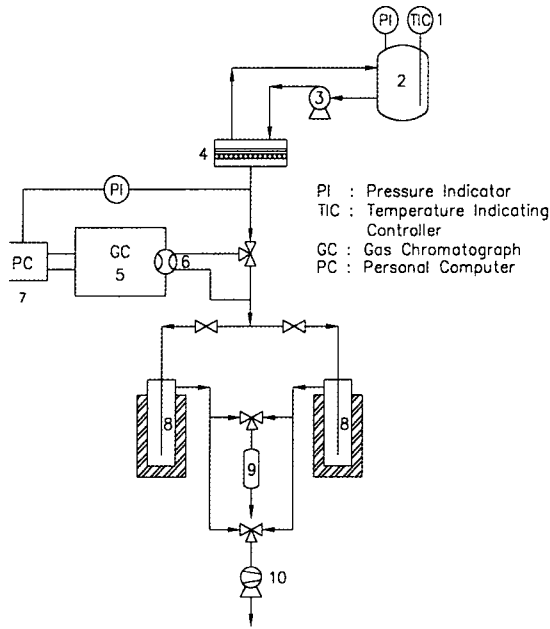 PI TIC 1
2
3
4
PI
PI : Pressure Indicator
TIC : Temperature Indicating
Controller
GC : Gas Chromatograph
PC : Personal Computer
PC
GC
5
6
7
8
8
9
10